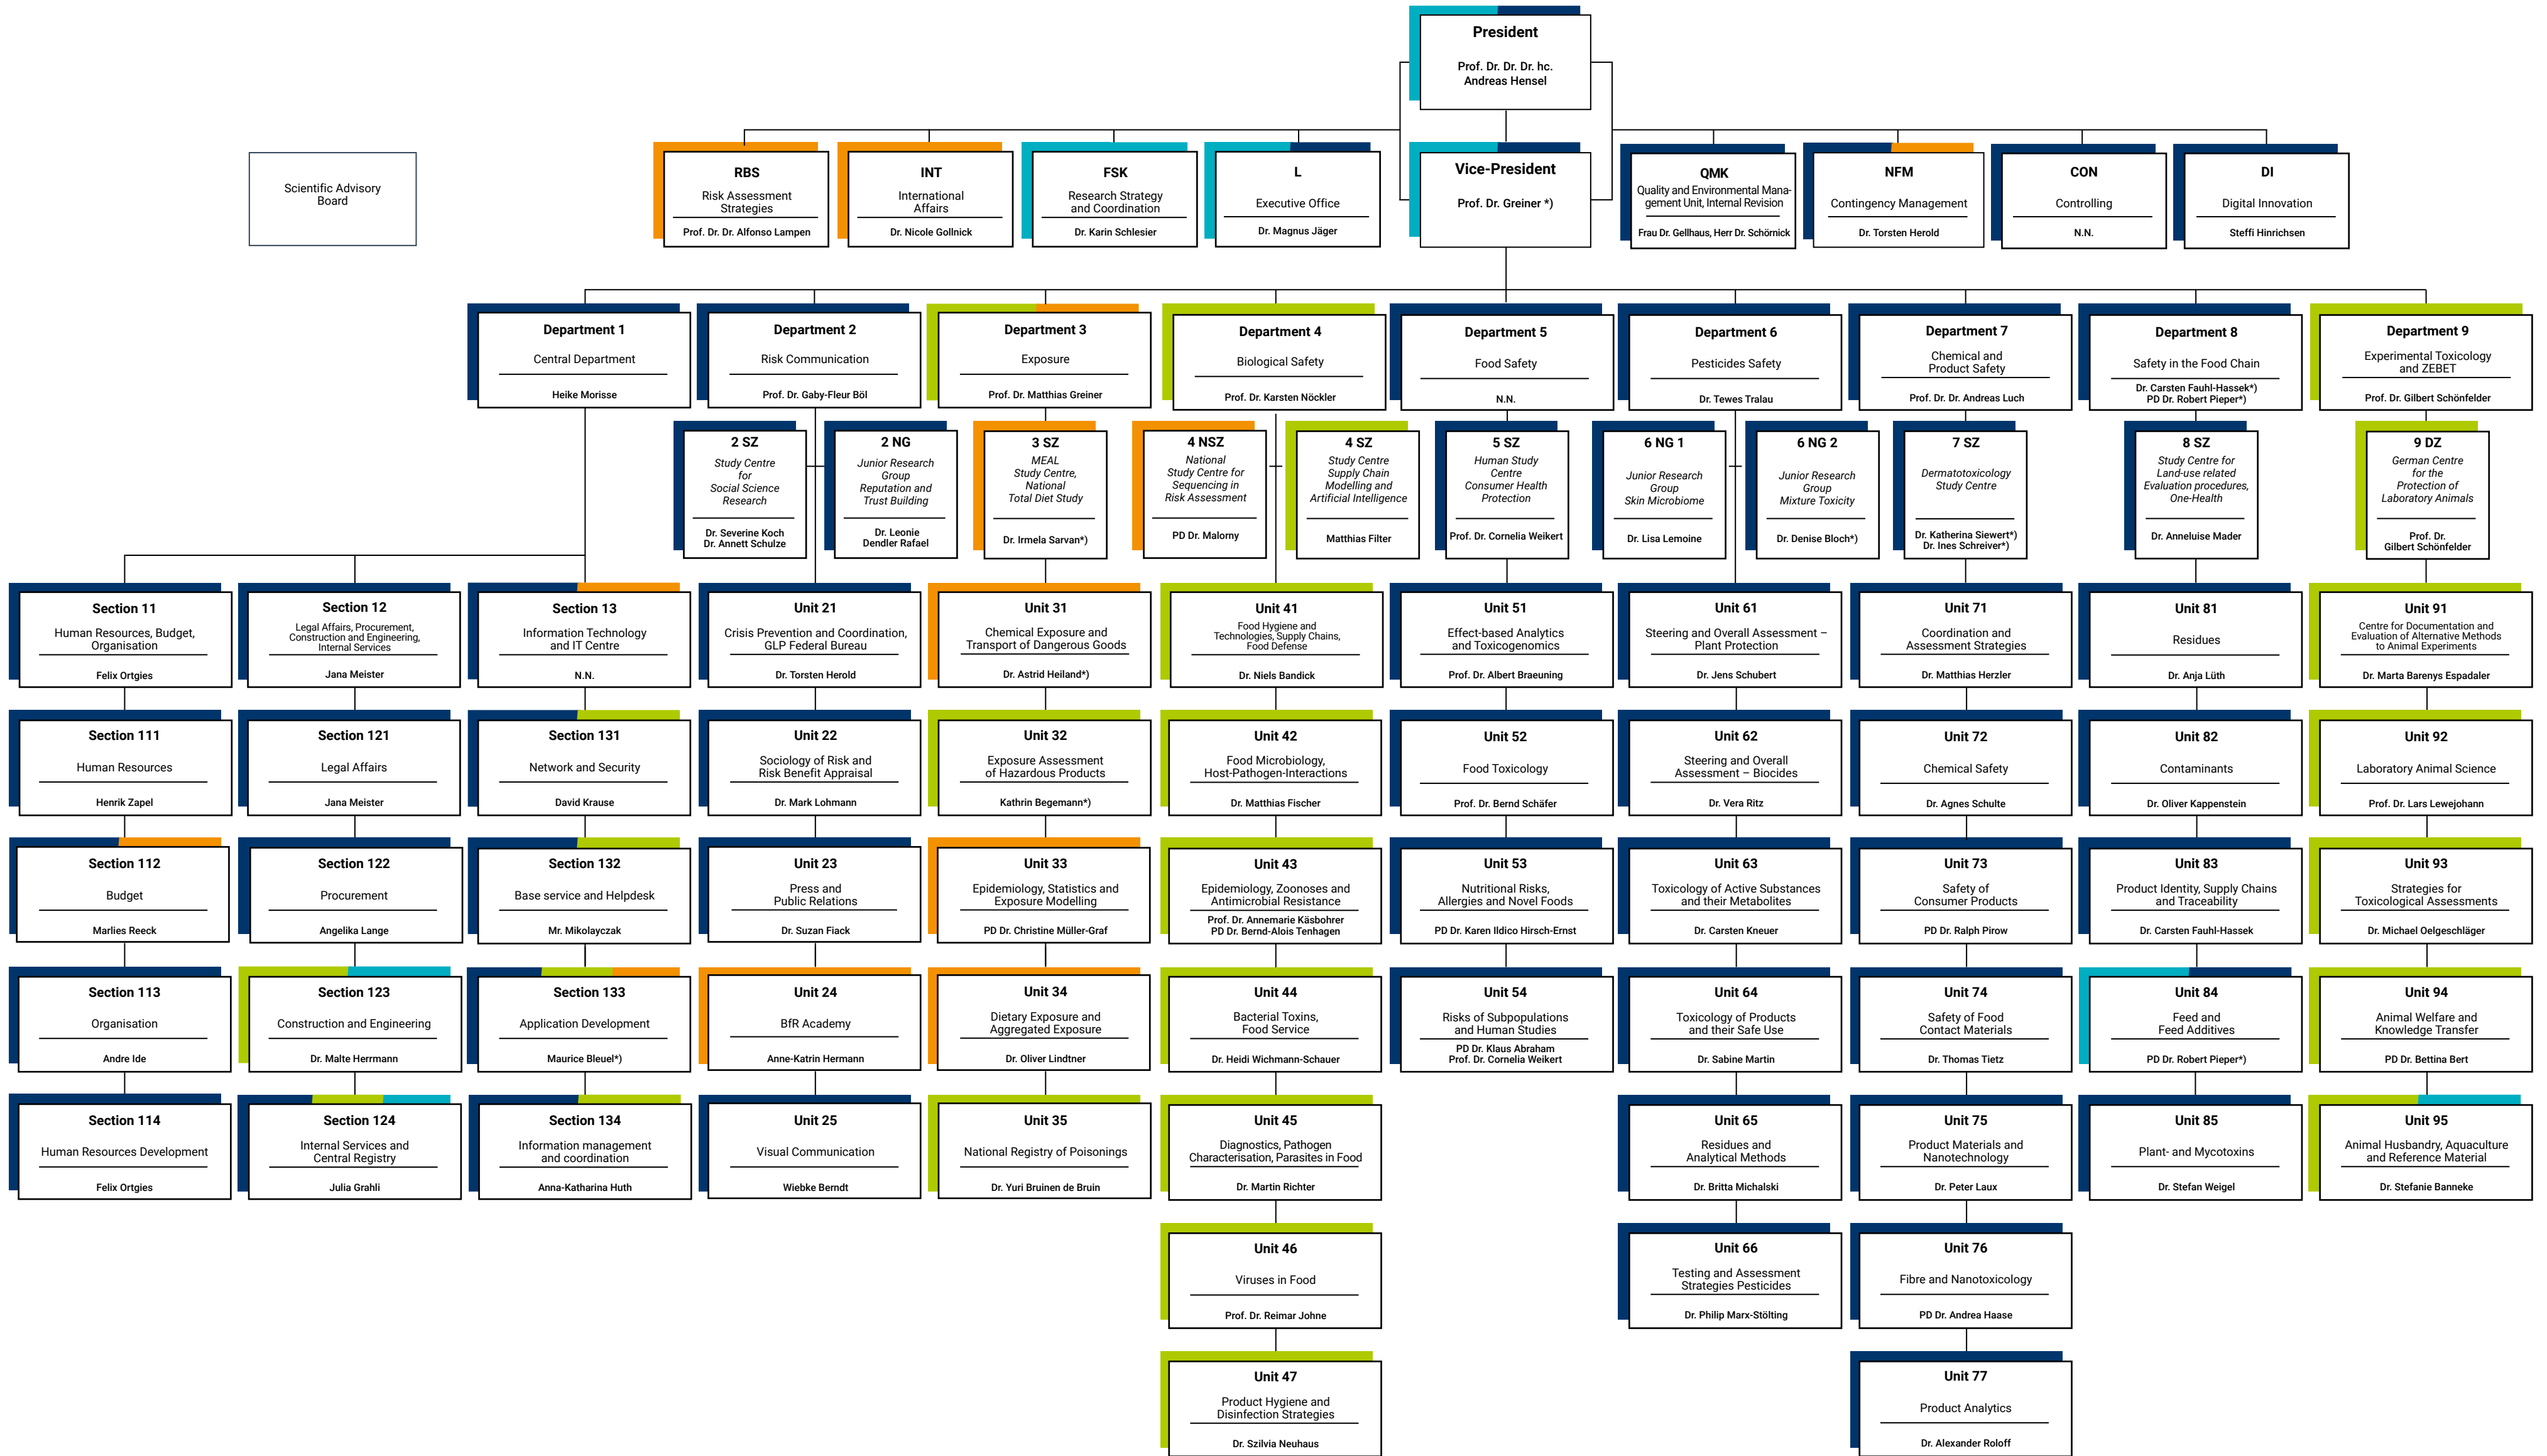 President
Prof. Dr. Dr. Dr. hc.
Andreas Hensel
Scientific Advisory
Board
RBS
Risk Assessment
Strategies
Prof. Dr. Dr. Alfonso Lampen
INT
International
Affairs
Dr. Nicole Gollnick
FSK
Research Strategy
and Coordination
Dr. Karin Schlesier
L
Executive Office
Dr. Magnus Jäger
Vice-President
Prof. Dr. Greiner *)
QMK
Quality and Environmental Mana-
gement Unit, Internal Revision
Frau Dr. Gellhaus, Herr Dr. Schörnick
NFM
Contingency Management
Dr. Torsten Herold
CON
Controlling
N.N.
DI
Digital Innovation
Steffi Hinrichsen
Department 1
Central Department
Heike Morisse
Department 2
Risk Communication
Prof. Dr. Gaby-Fleur Böl
Department 3
Exposure
Prof. Dr. Matthias Greiner
Department 4
Biological Safety
Prof. Dr. Karsten Nöckler
Department 5
Food Safety
N.N.
Department 6
Pesticides Safety
Dr. Tewes Tralau
Department 7
Chemical and
Product Safety
Prof. Dr. Dr. Andreas Luch
Department 8
Safety in the Food Chain
Dr. Carsten Fauhl-Hassek*)
PD Dr. Robert Pieper*)
Department 9
Experimental Toxicology
and ZEBET
Prof. Dr. Gilbert Schönfelder
2 SZ
Study Centre
for
Social Science
Research
Dr. Severine Koch
Dr. Annett Schulze
2 NG
Junior Research
Group
Reputation and
Trust Building
Dr. Leonie
Dendler Rafael
3 SZ
MEAL
Study Centre,
National
Total Diet Study
Dr. Irmela Sarvan*)
4 NSZ
National
Study Centre for
Sequencing in
Risk Assessment
PD Dr. Malorny
4 SZ
Study Centre
Supply Chain
Modelling and
Artificial Intelligence
Matthias Filter
5 SZ
Human Study
Centre
Consumer Health
Protection
Prof. Dr. Cornelia Weikert
6 NG 1
Junior Research
Group
Skin Microbiome
Dr. Lisa Lemoine
6 NG 2
Junior Research
Group
Mixture Toxicity
Dr. Denise Bloch*)
7 SZ
Dermatotoxicology
Study Centre
Dr. Katherina Siewert*)
Dr. Ines Schreiver*)
8 SZ
Study Centre for
Land-use related
Evaluation procedures,
One-Health
Dr. Anneluise Mader
9 DZ
German Centre
for the
Protection of
Laboratory Animals
Prof. Dr.
Gilbert Schönfelder
Section 11
Human Resources, Budget,
Organisation
Felix Ortgies
Section 12
Legal Affairs, Procurement,
Construction and Engineering,
Internal Services
Jana Meister
Section 13
Information Technology
and IT Centre
N.N.
Unit 21
Crisis Prevention and Coordination,
GLP Federal Bureau
Dr. Torsten Herold
Unit 31
Chemical Exposure and
Transport of Dangerous Goods
Dr. Astrid Heiland*)
Unit 41
Food Hygiene and
Technologies, Supply Chains,
Food Defense
Dr. Niels Bandick
Unit 51
Effect-based Analytics
and Toxicogenomics
Prof. Dr. Albert Braeuning
Unit 61
Steering and Overall Assessment –
Plant Protection
Dr. Jens Schubert
Unit 71
Coordination and
Assessment Strategies
Dr. Matthias Herzler
Unit 81
Residues
Dr. Anja Lüth
Unit 91
Centre for Documentation and
Evaluation of Alternative Methods
to Animal Experiments
Dr. Marta Barenys Espadaler
Section 111
Human Resources
Henrik Zapel
Section 121
Legal Affairs
Jana Meister
Section 131
Network and Security
David Krause
Unit 22
Sociology of Risk and
Risk Benefit Appraisal
Dr. Mark Lohmann
Unit 32
Exposure Assessment
of Hazardous Products
Kathrin Begemann*)
Unit 42
Food Microbiology,
Host-Pathogen-Interactions
Dr. Matthias Fischer
Unit 52
Food Toxicology
Prof. Dr. Bernd Schäfer
Unit 62
Steering and Overall
Assessment – Biocides
Dr. Vera Ritz
Unit 72
Chemical Safety
Dr. Agnes Schulte
Unit 82
Contaminants
Dr. Oliver Kappenstein
Unit 92
Laboratory Animal Science
Prof. Dr. Lars Lewejohann
Section 112
Budget
Marlies Reeck
Section 122
Procurement
Angelika Lange
Section 132
Base service and Helpdesk
Mr. Mikolayczak
Unit 23
Press and
Public Relations
Dr. Suzan Fiack
Unit 33
Epidemiology, Statistics and
Exposure Modelling
PD Dr. Christine Müller-Graf
Unit 43
Epidemiology, Zoonoses and
Antimicrobial Resistance
Prof. Dr. Annemarie Käsbohrer
PD Dr. Bernd-Alois Tenhagen
Unit 53
Nutritional Risks,
Allergies and Novel Foods
PD Dr. Karen Ildico Hirsch-Ernst
Unit 63
Toxicology of Active Substances
and their Metabolites
Dr. Carsten Kneuer
Unit 73
Safety of
Consumer Products
PD Dr. Ralph Pirow
Unit 83
Product Identity, Supply Chains
and Traceability
Dr. Carsten Fauhl-Hassek
Unit 93
Strategies for
Toxicological Assessments
Dr. Michael Oelgeschläger
Section 113
Organisation
Andre Ide
Section 123
Construction and Engineering
Dr. Malte Herrmann
Section 133
Application Development
Maurice Bleuel*)
Unit 24
BfR Academy
Anne-Katrin Hermann
Unit 34
Dietary Exposure and
Aggregated Exposure
Dr. Oliver Lindtner
Unit 44
Bacterial Toxins,
Food Service
Dr. Heidi Wichmann-Schauer
Unit 54
Risks of Subpopulations
and Human Studies
PD Dr. Klaus Abraham
Prof. Dr. Cornelia Weikert
Unit 64
Toxicology of Products
and their Safe Use
Dr. Sabine Martin
Unit 74
Safety of Food
Contact Materials
Dr. Thomas Tietz
Unit 84
Feed and
Feed Additives
PD Dr. Robert Pieper*)
Unit 94
Animal Welfare and
Knowledge Transfer
PD Dr. Bettina Bert
Section 114
Human Resources Development
Felix Ortgies
Section 124
Internal Services and
Central Registry
Julia Grahli
Section 134
Information management
and coordination
Anna-Katharina Huth
Unit 25
Visual Communication
Wiebke Berndt
Unit 35
National Registry of Poisonings
Dr. Yuri Bruinen de Bruin
Unit 45
Diagnostics, Pathogen
Characterisation, Parasites in Food
Dr. Martin Richter
Unit 65
Residues and
Analytical Methods
Dr. Britta Michalski
Unit 75
Product Materials and
Nanotechnology
Dr. Peter Laux
Unit 85
Plant- and Mycotoxins
Dr. Stefan Weigel
Unit 95
Animal Husbandry, Aquaculture
and Reference Material
Dr. Stefanie Banneke
Unit 46
Viruses in Food
Prof. Dr. Reimar Johne
Unit 66
Testing and Assessment
Strategies Pesticides
Dr. Philip Marx-Stölting
Unit 76
Fibre and Nanotoxicology
PD Dr. Andrea Haase
Unit 47
Product Hygiene and
Disinfection Strategies
Dr. Szilvia Neuhaus
Unit 77
Product Analytics
Dr. Alexander Roloff